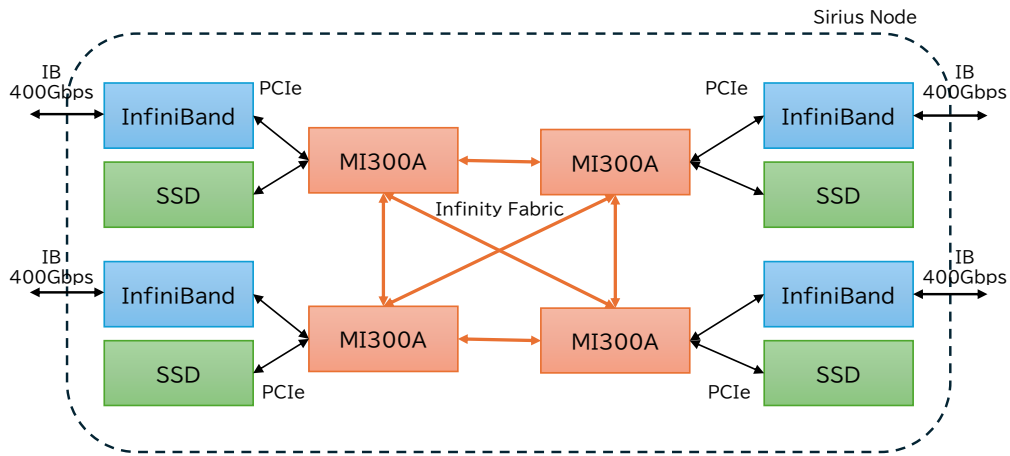 Sirius Node
IB
400Gbps
InfiniBand
PCIe
SSD
MI300A
MI300A
PCIe
InfiniBand
SSD
IB
400Gbps
Infinity Fabric
IB
400Gbps
InfiniBand
SSD
PCIe
MI300A
MI300A
InfiniBand
SSD
PCIe
IB
400Gbps